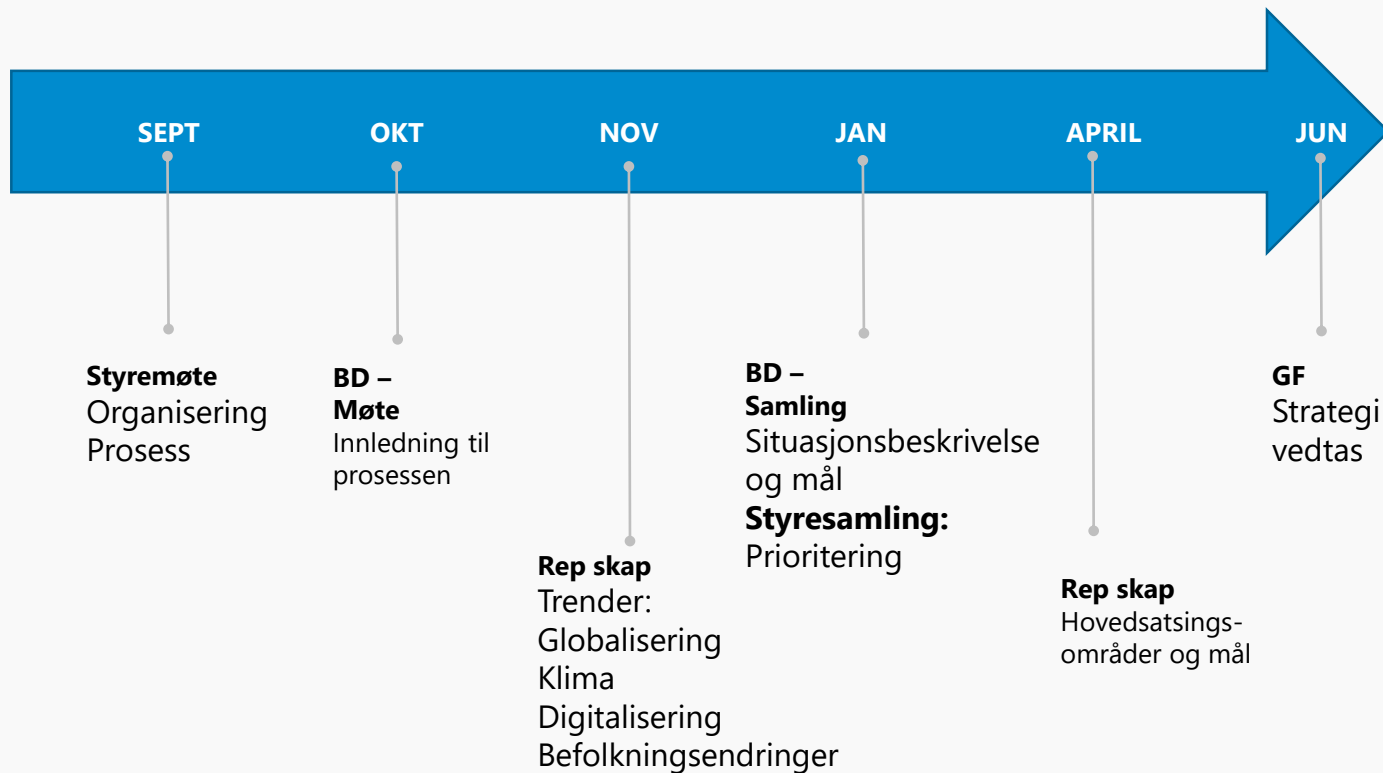 SEPT
OKT
NOV
JAN
APRIL
JUN
Styremøte
Organisering
Prosess
BD –
Møte
Innledning til
prosessen
Rep skap
Trender:
Globalisering
Klima
Digitalisering
Befolkningsendringer
BD –
Samling
Situasjonsbeskrivelse
og mål
Styresamling:
Prioritering
Rep skap
Hovedsatsings-
områder og mål
GF
Strategi
vedtas